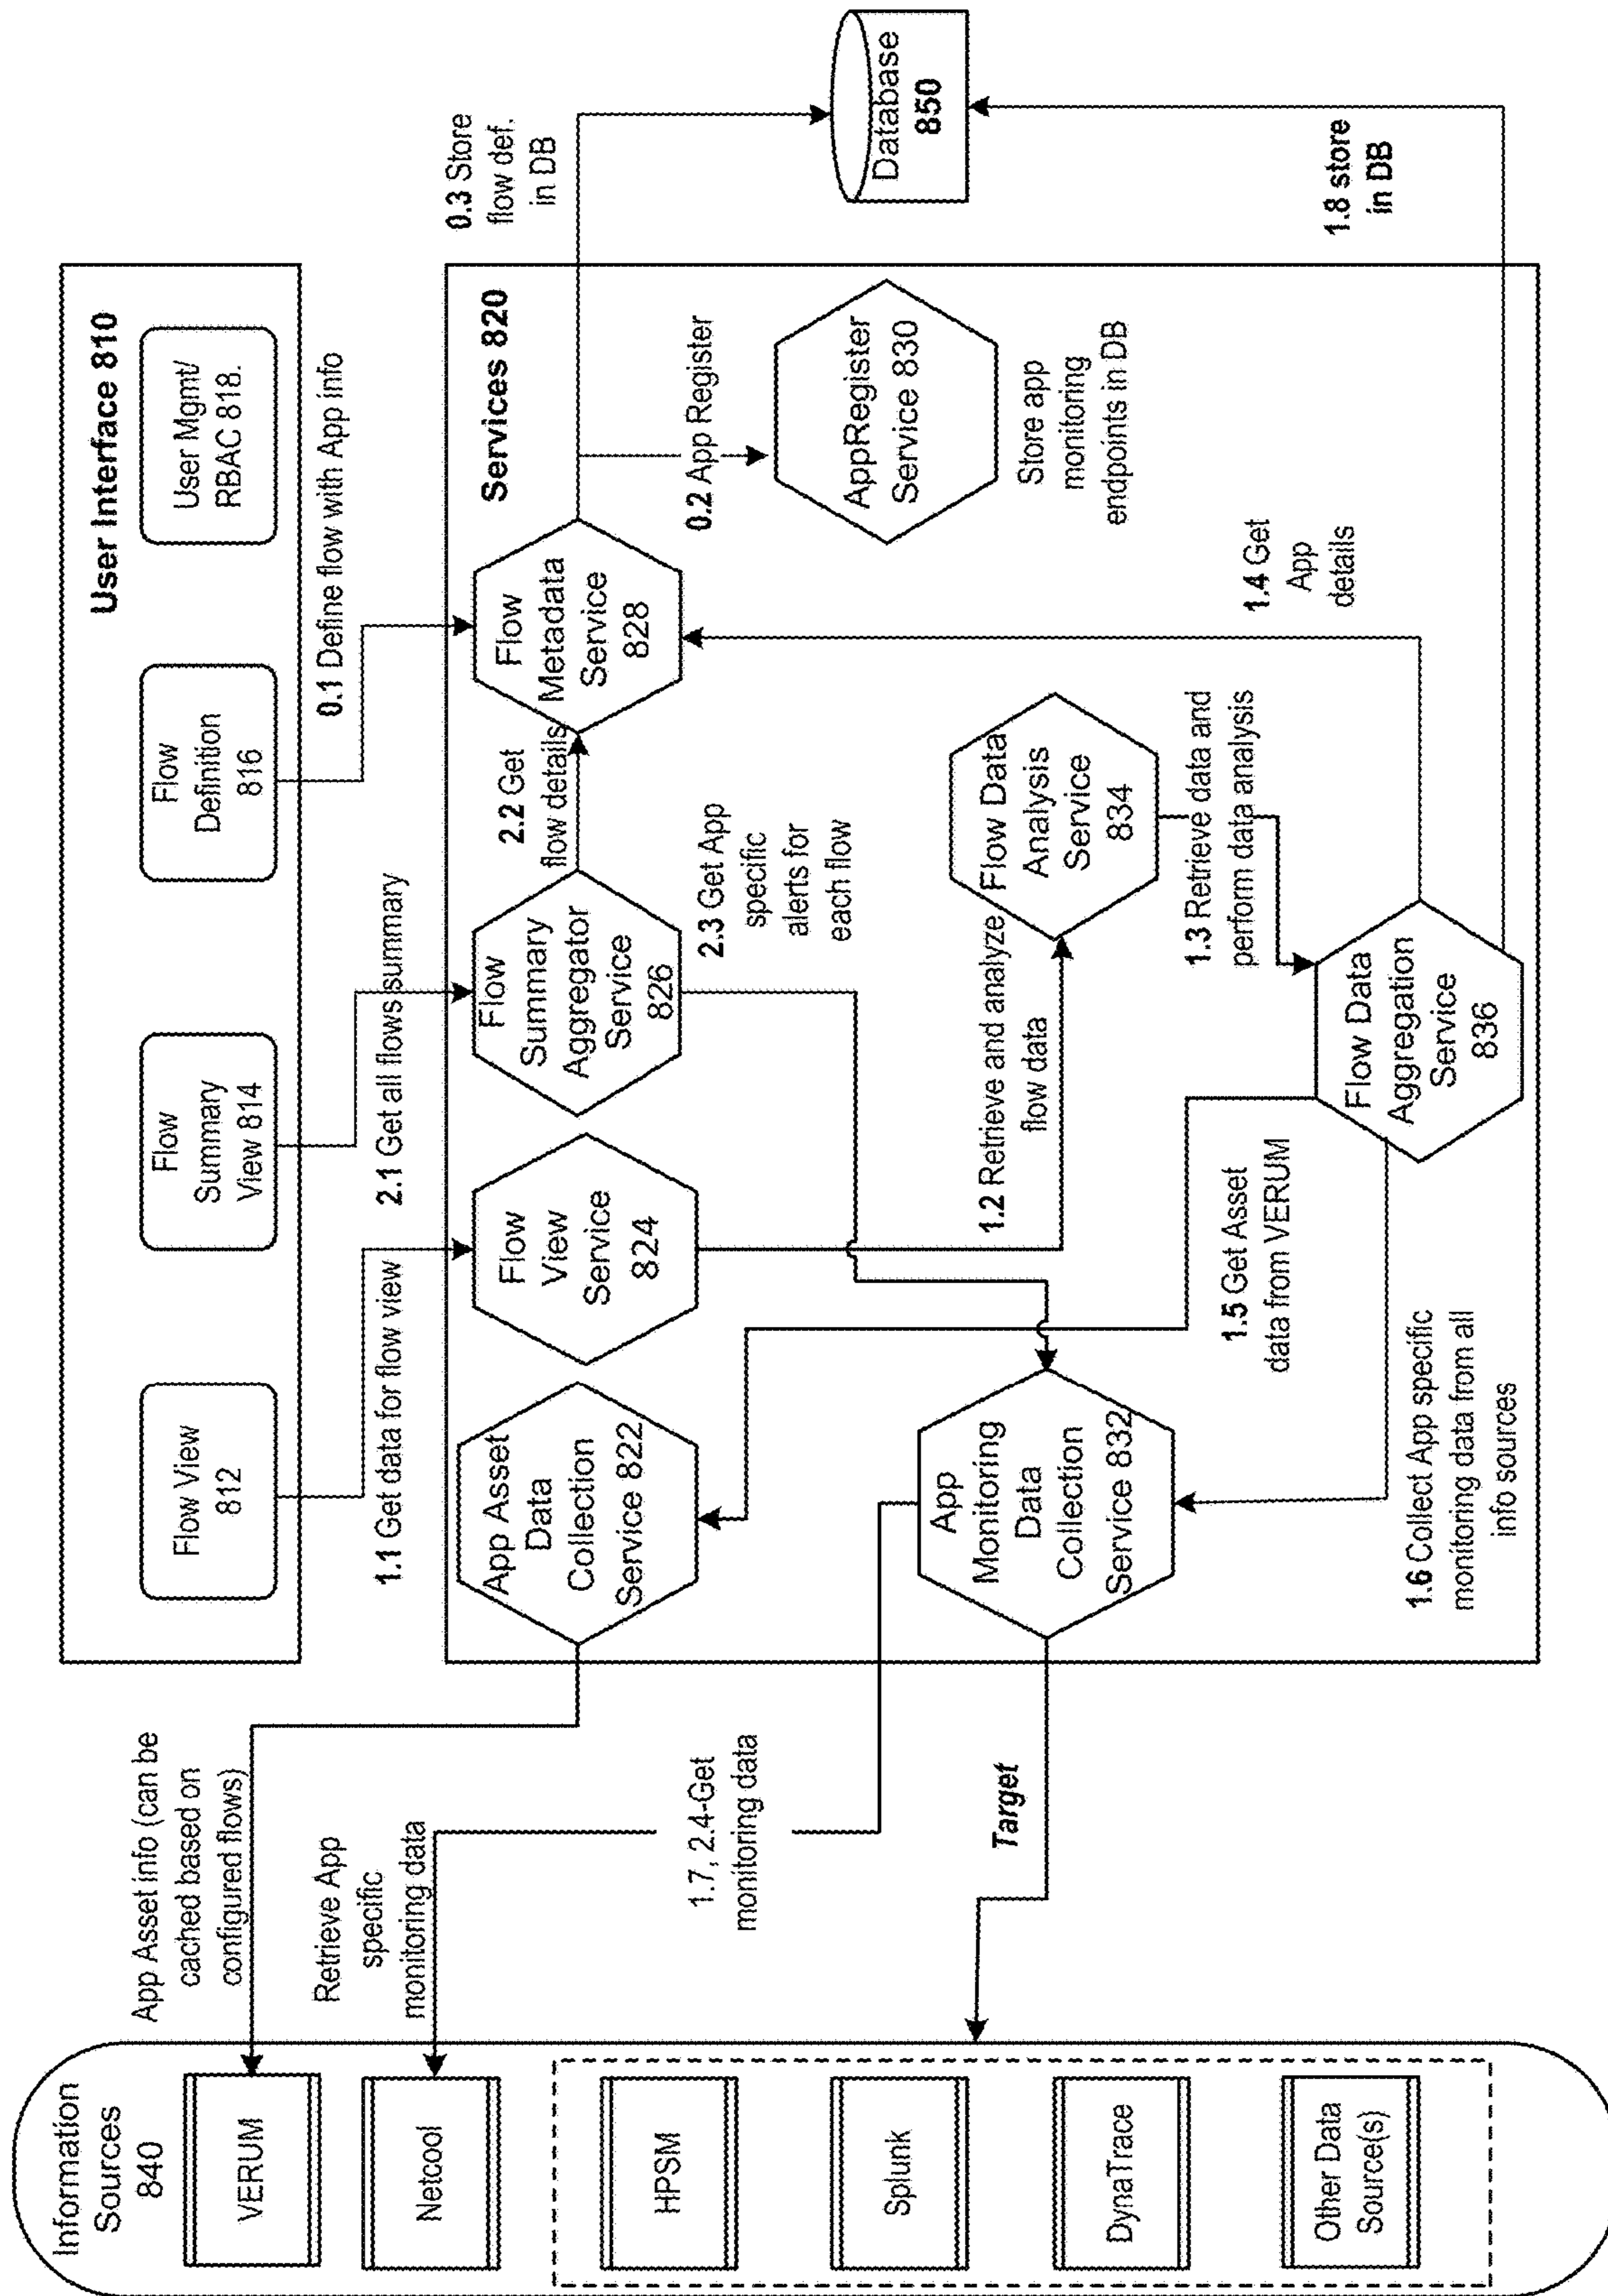 User Interface 810
Flow View
812
Flow
Summary
View 814
Flow
Definition
816
User Mgmt/
RBAC 818.
1.1 Get data for flow view
2.1 Get all flows summary
0.1 Define flow with App info
Services 820
App Asset
Data
Collection
Service 822
Flow
View
Service
824
Flow
Summary
Aggregator
Service
826
2.2 Get
flow details
Flow
Metadata
Service
828
0.3 Store
flow def.
in DB
0.2 App Register
AppRegister
Service 830
Store app
monitoring
endpoints in DB
Database
850
2.3 Get App
specific
alerts for
each flow
App
Monitoring
Data
Collection
Service 832
1.2 Retrieve and analyze
flow data
Flow Data
Analysis
Service
834
1.3 Retrieve data and
perform data analysis
1.4 Get
App
details
1.5 Get Asset
data from VERUM
Flow Data
Aggregation
Service
836
1.6 Collect App specific
monitoring data from all
info sources
1.8 store
in DB
App Asset info (can be
cached based on
configured flows)
Retrieve App
specific
monitoring data
1.7, 2.4-Get
monitoring data
Target
Information
Sources
840
VERUM
Netcool
HPSM
Splunk
DynaTrace
Other Data
Source(s)